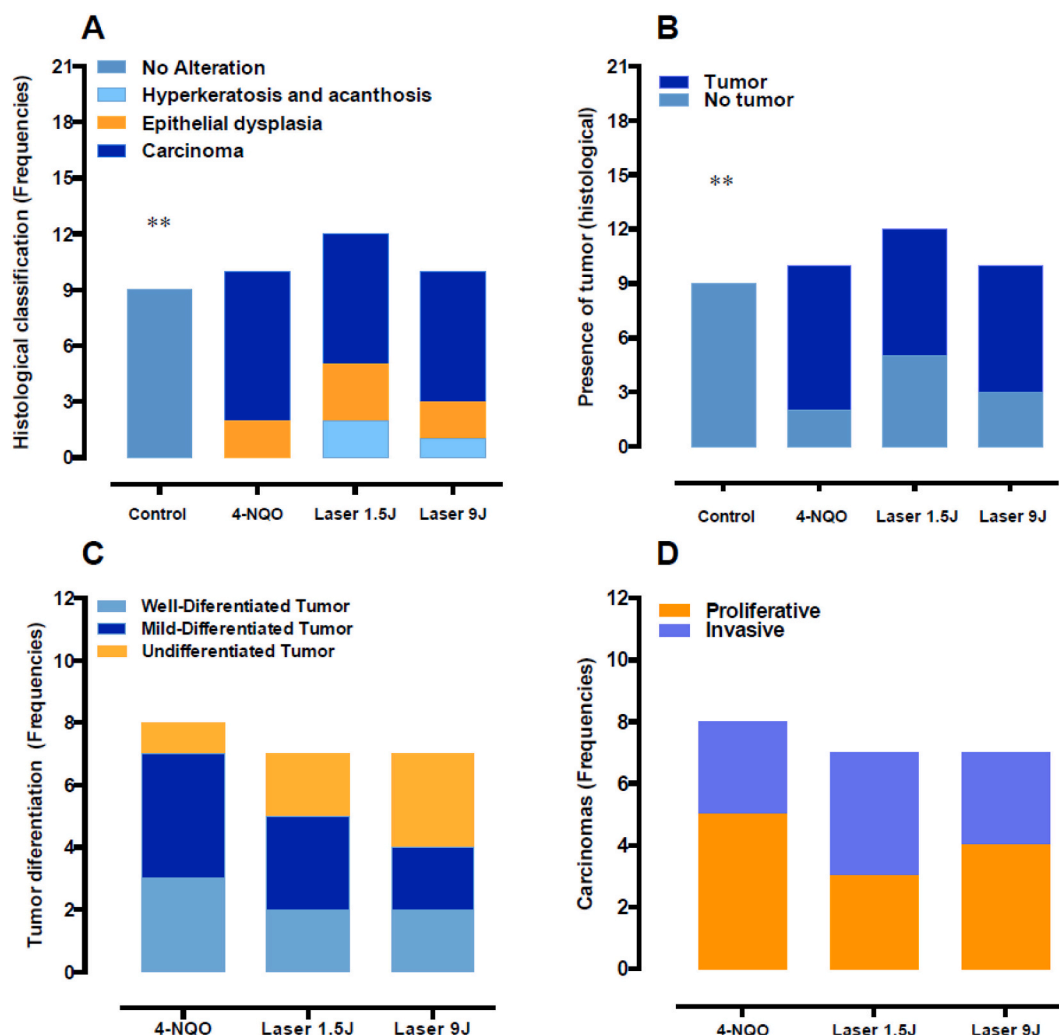 A
Histological classification (Frequencies)
21
18
15
12
9
6
3
0
No Alteration
Hyperkeratosis and acanthosis
Epithelial dysplasia
Carcinoma
**
Control 4-NQO Laser 1.5J Laser 9J
B
Presence of tumor (histological)
21
18
15
12
9
6
3
0
Tumor
No tumor
**
Control 4-NQO Laser 1.5J Laser 9J
C
Tumor diferentiation (Frequencies)
12
10
8
6
4
2
0
Well-Diferentiated Tumor
Mild-Differentiated Tumor
Undifferentiated Tumor
4-NQO Laser 1.5J Laser 9J
D
Carcinomas (Frequencies)
12
10
8
6
4
2
0
Proliferative
Invasive
4-NQO Laser 1.5J Laser 9J